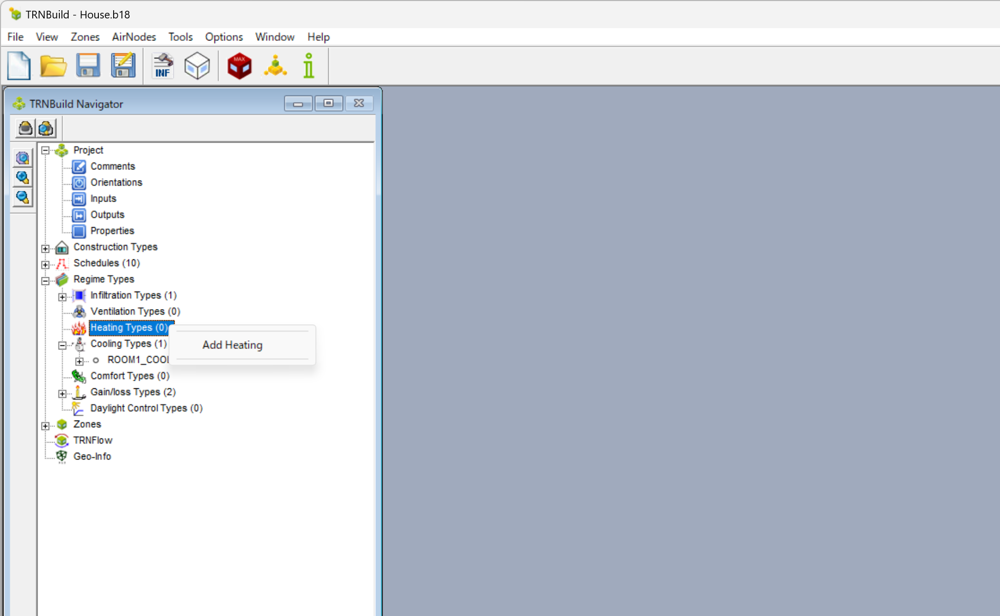 TRNBuild - House.b18
File View Zones AirNodes Tools Options Window Help
INF MAX
TRNBuild Navigator
Project
Comments
Orientations
Inputs
Outputs
Properties
Construction Types
Schedules (10)
Regime Types
Infiltration Types (1)
Ventilation Types (0)
Heating Types (0)
Add Heating
Cooling Types (1)
ROOM1_COOL
Comfort Types (0)
Gain/loss Types (2)
Daylight Control Types (0)
Zones
TRNFlow
Geo-Info